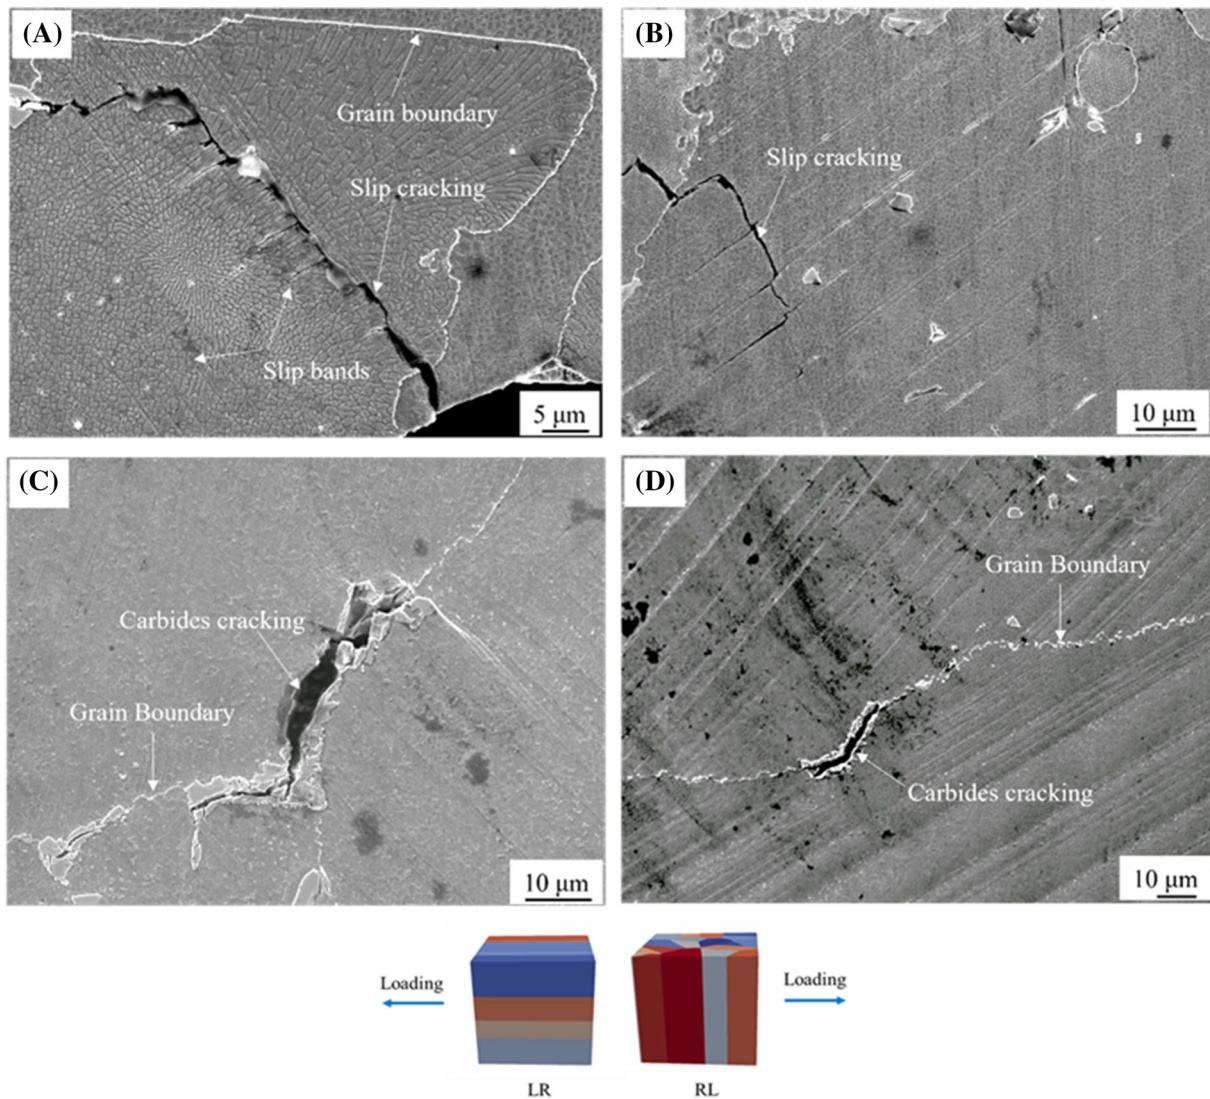 (A)
Grain boundary
Slip cracking
Slip bands
5 μm
(B)
Slip cracking
10 μm
(C)
Carbides cracking
Grain Boundary
10 μm
(D)
Grain Boundary
Carbides cracking
10 μm
Loading
Loading
LR
RL